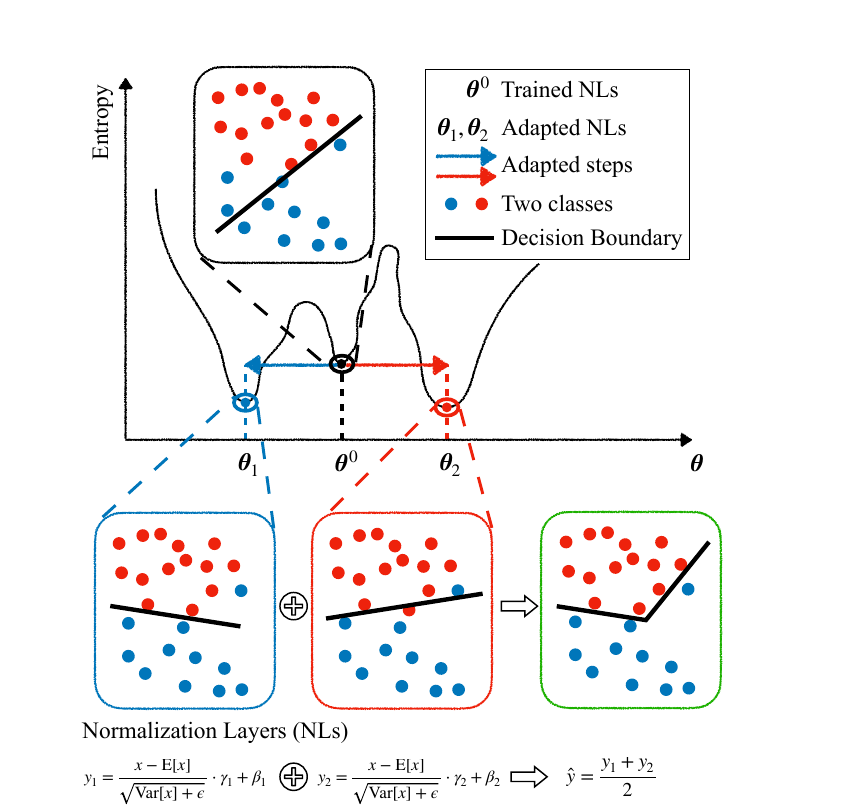 Entropy
θ⁰ Trained NLs
θ₁, θ₂ Adapted NLs
Adapted steps
Two classes
Decision Boundary
θ₁ θ⁰ θ₂ θ
Normalization Layers (NLs)
y₁ = (x − E[x]) / √(Var[x] + ϵ) · γ₁ + β₁ ⊕ y₂ = (x − E[x]) / √(Var[x] + ϵ) · γ₂ + β₂ ⇨ ŷ = (y₁ + y₂) / 2